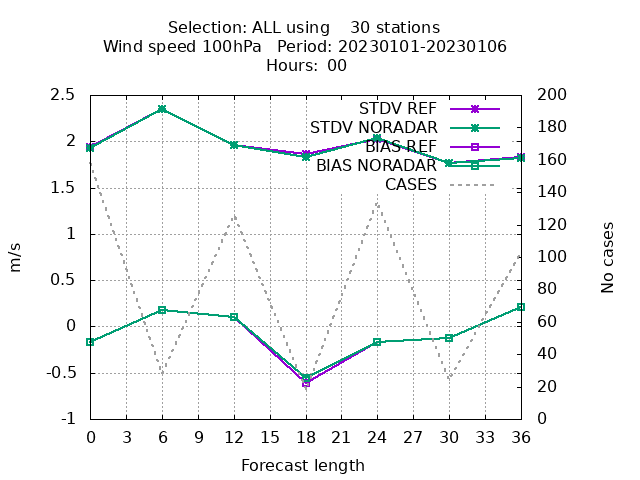 Selection: ALL using    30 stations
Wind speed 100hPa   Period: 20230101-20230106
Hours:  00
2.5
2
1.5
1
0.5
0
-0.5
-1
m/s
STDV REF
STDV NORADAR
BIAS REF
BIAS NORADAR
CASES
200
180
160
140
120
100
80
60
40
20
0
No cases
0 3 6 9 12 15 18 21 24 27 30 33 36
Forecast length